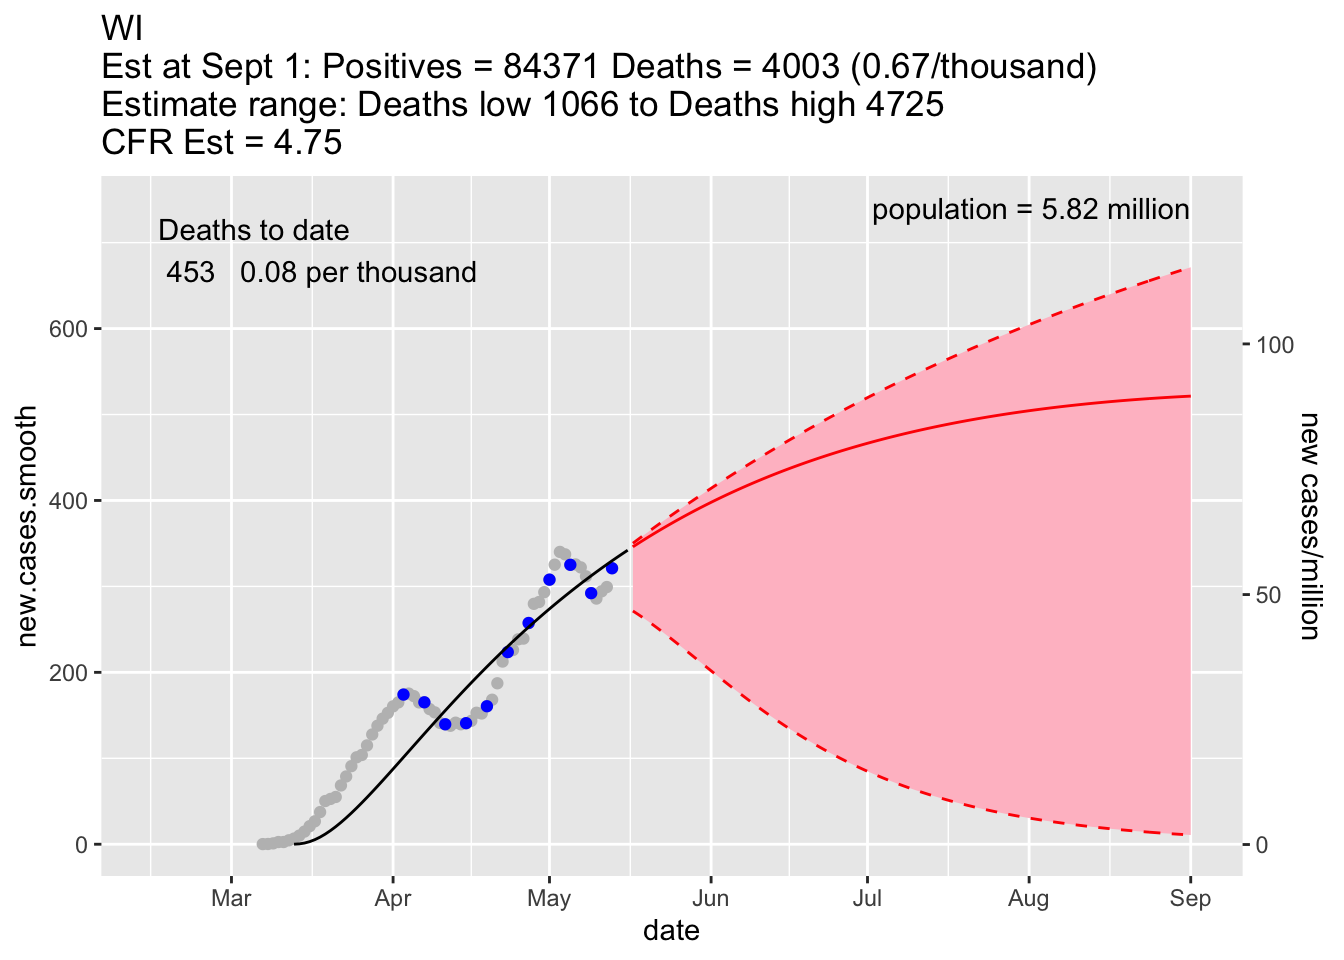 WI
Est at Sept 1: Positives = 84371 Deaths = 4003 (0.67/thousand)
Estimate range: Deaths low 1066 to Deaths high 4725
CFR Est = 4.75
population = 5.82 million
Deaths to date
453 0.08 per thousand
new.cases.smooth
600
400
200
0
100
50
0
new cases/million
Mar Apr May Jun Jul Aug Sep
date